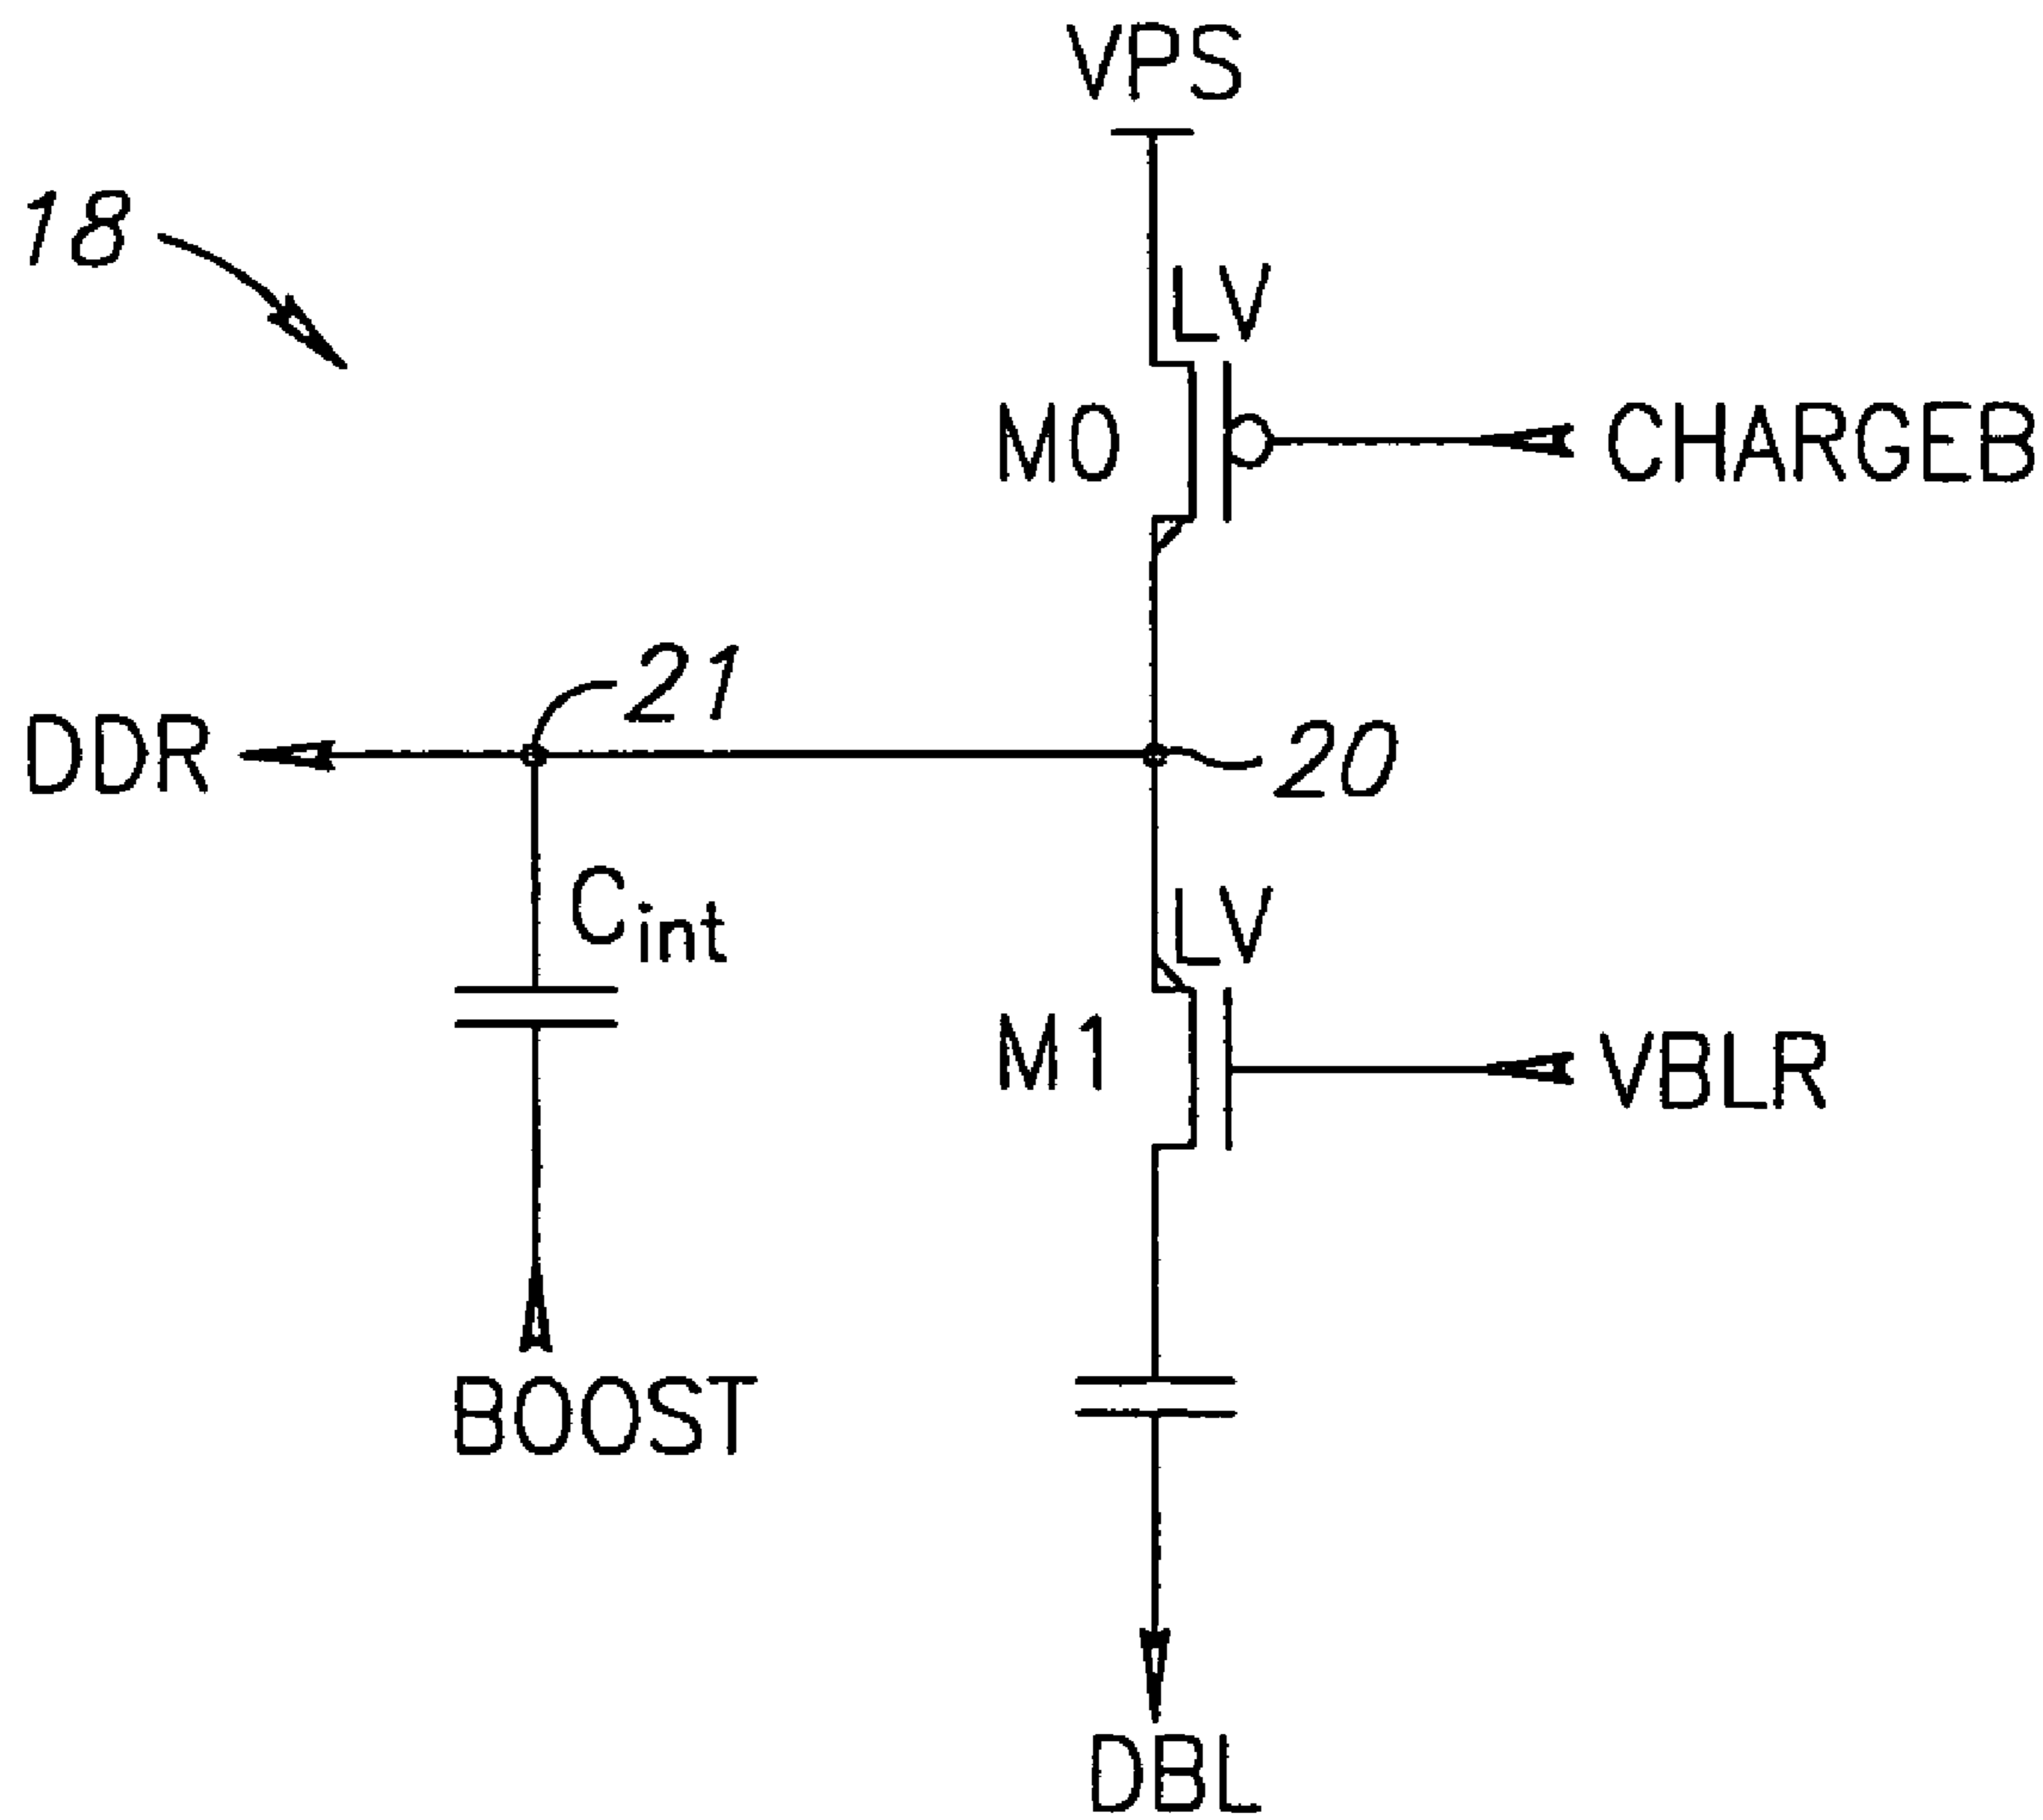 VPS
18
LV
M0
CHARGEB
21
DDR
20
Cint
LV
M1
VBLR
BOOST
DBL